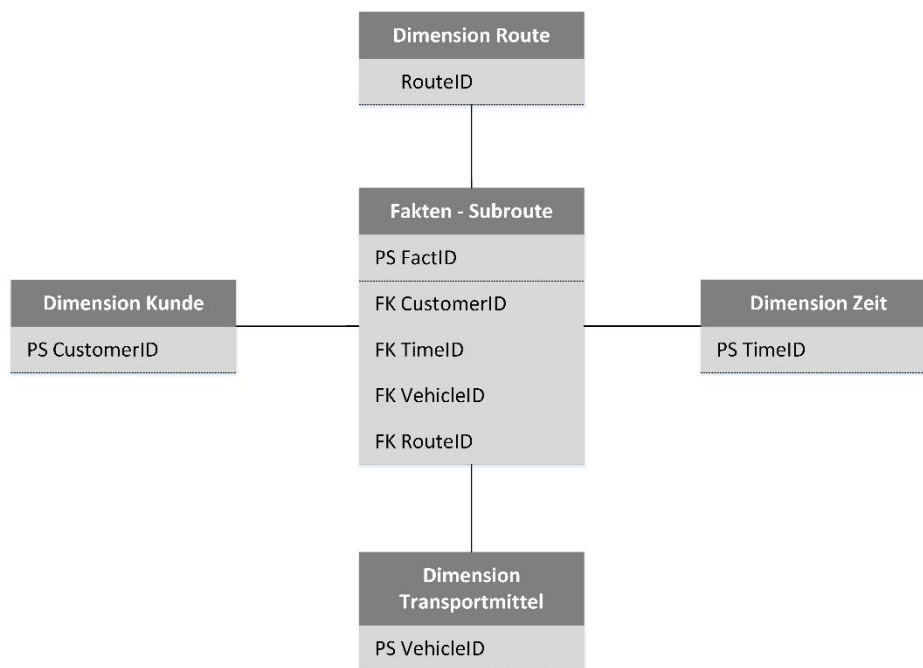 Dimension Route
RouteID
Fakten - Subroute
PS FactID
FK CustomerID
FK TimeID
FK VehicleID
FK RouteID
Dimension Kunde
PS CustomerID
Dimension Zeit
PS TimeID
Dimension
Transportmittel
PS VehicleID